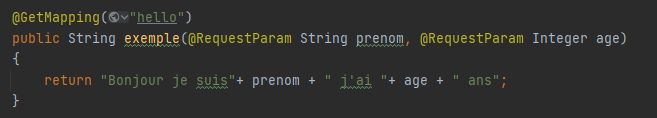 @GetMapping("hello")
public String exemple(@RequestParam String prenom, @RequestParam Integer age)
{
return "Bonjour je suis"+ prenom + " j'ai "+ age + " ans";
}